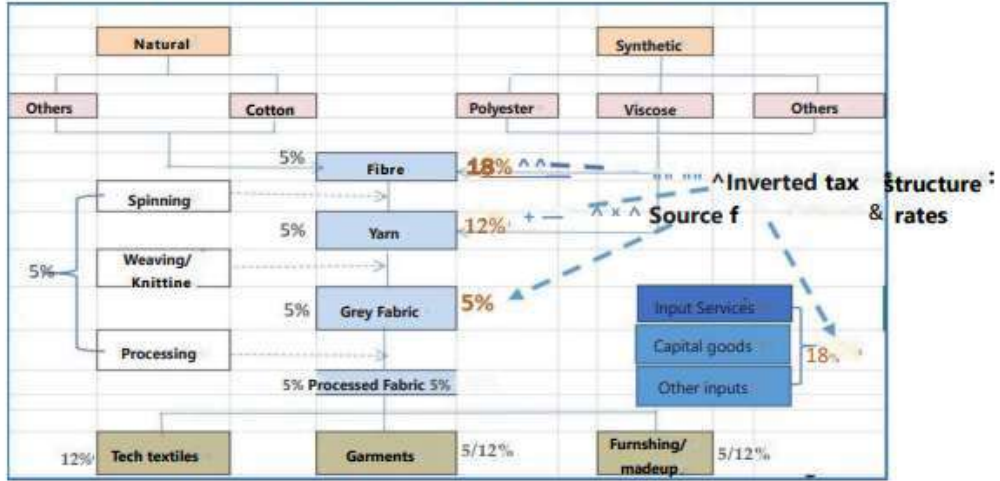 Natural
Synthetic
Others
Cotton
Polyester
Viscose
Others
5%
Fibre
18% ^ ^
"" "" ^Inverted tax structure :
Spinning
+ — ^ × ^ Source f & rates
5%
Yarn
12%
Weaving/
Knittine
5%
5%
Grey Fabric
5%
Input Services
Processing
Capital goods
18%
5% Processed Fabric 5%
Other inputs
12%
Tech textiles
Garments
5/12%
Furnshing/
madeup
5/12%